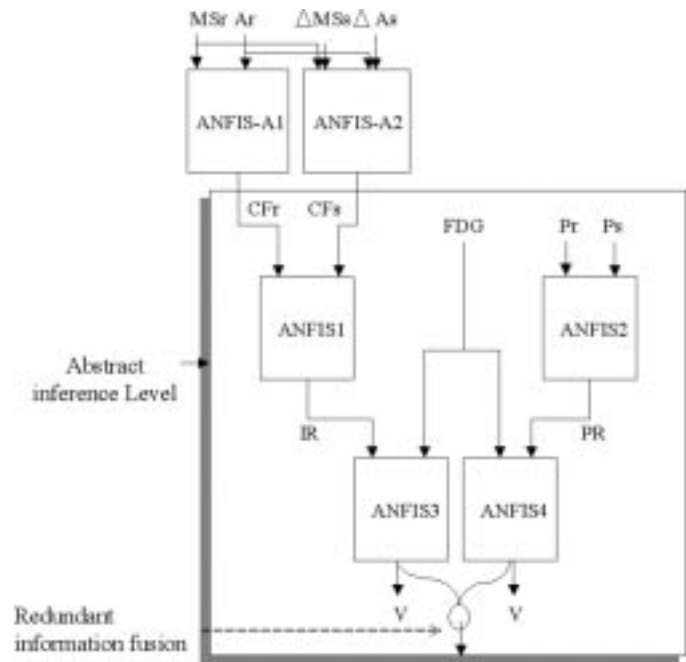 MSr Ar △MSs△ As
ANFIS-A1 ANFIS-A2
CFr CFs FDG Pr Ps
ANFIS1 ANFIS2
Abstract
inference Level
IR PR
ANFIS3 ANFIS4
V V
Redundant
information fusion